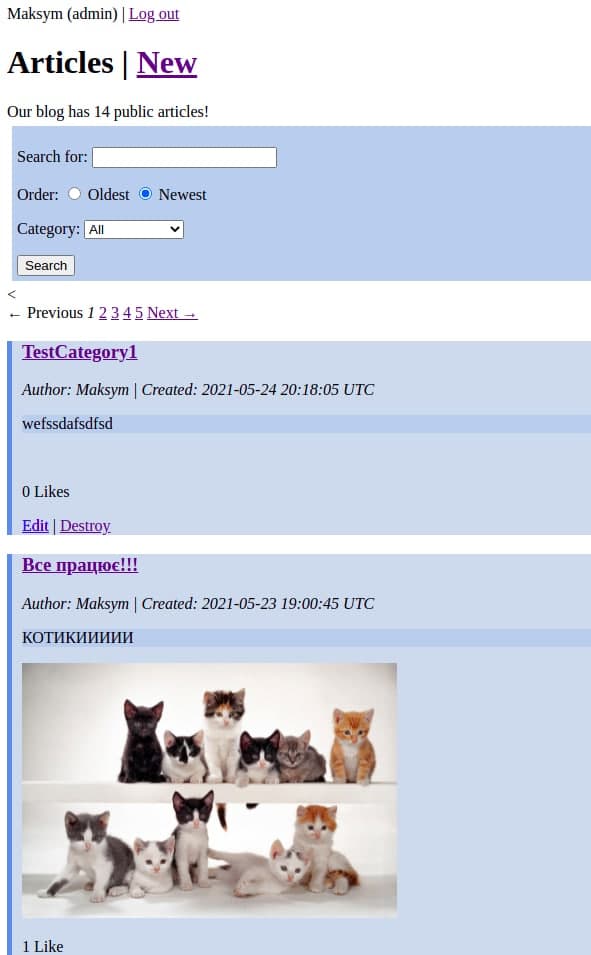 Maksym (admin) | Log out
Articles | New
Our blog has 14 public articles!
Search for:
Order: Oldest Newest
Category: All
Search
<
← Previous 1 2 3 4 5 Next →
TestCategory1
Author: Maksym | Created: 2021-05-24 20:18:05 UTC
wefssdafsdfsd
0 Likes
Edit | Destroy
Все працює!!!
Author: Maksym | Created: 2021-05-23 19:00:45 UTC
КОТИКИИИИИ
1 Like